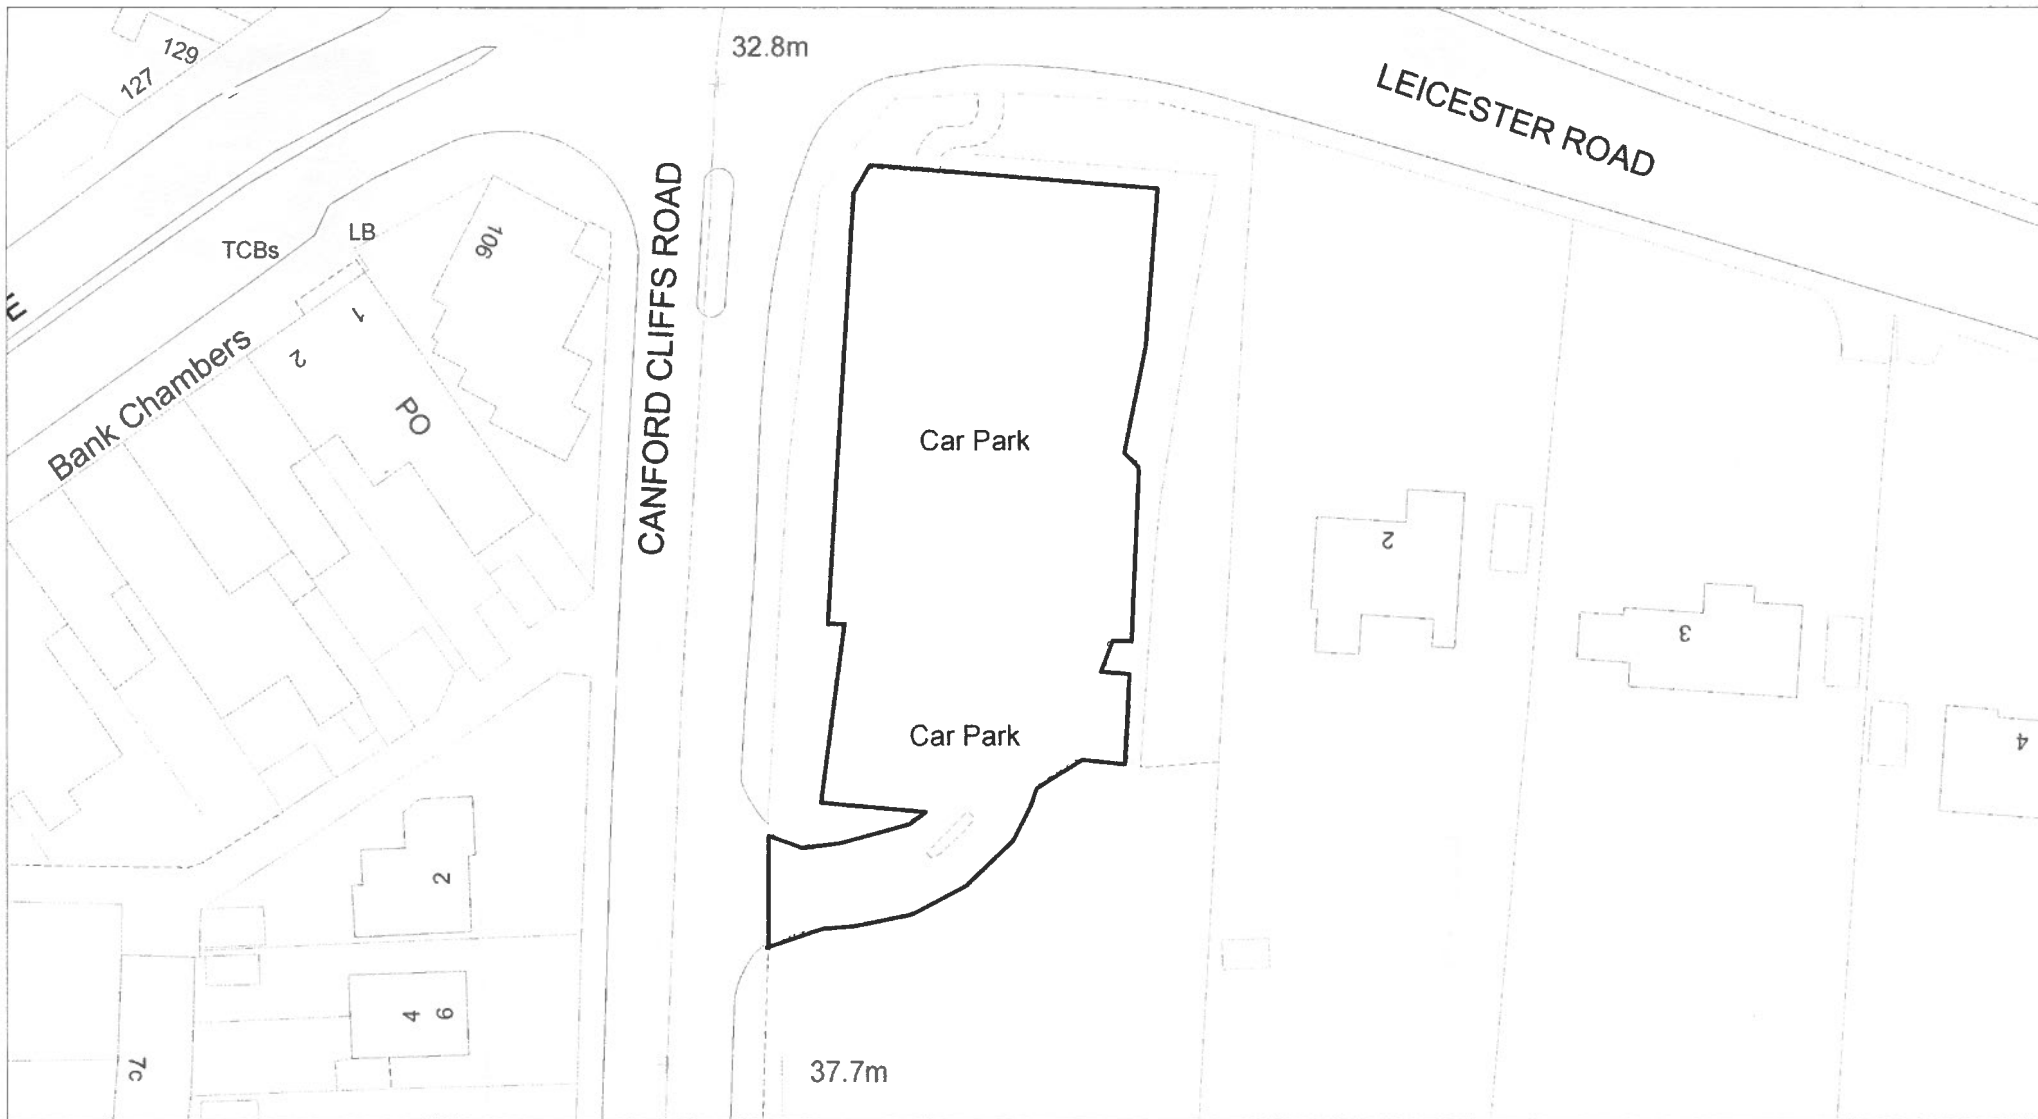 32.8m
129
127
LEICESTER ROAD
CANFORD CLIFFS ROAD
LB
TCBs
106
E
1
2
Bank Chambers
PO
Car Park
2
3
Car Park
4
2
4
6
7c
37.7m